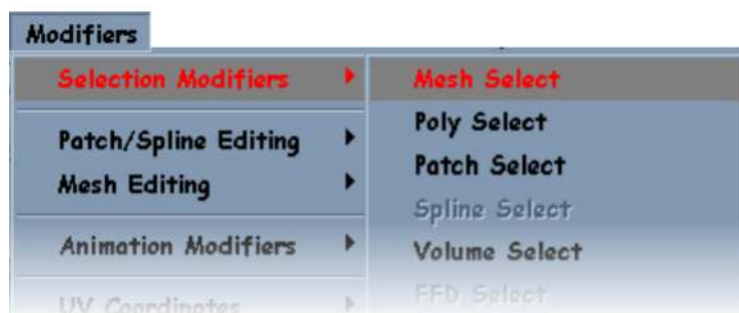 Modifiers
Selection Modifiers
Patch/Spline Editing
Mesh Editing
Animation Modifiers
UV Coordinates
Mesh Select
Poly Select
Patch Select
Spline Select
Volume Select
FFD Select